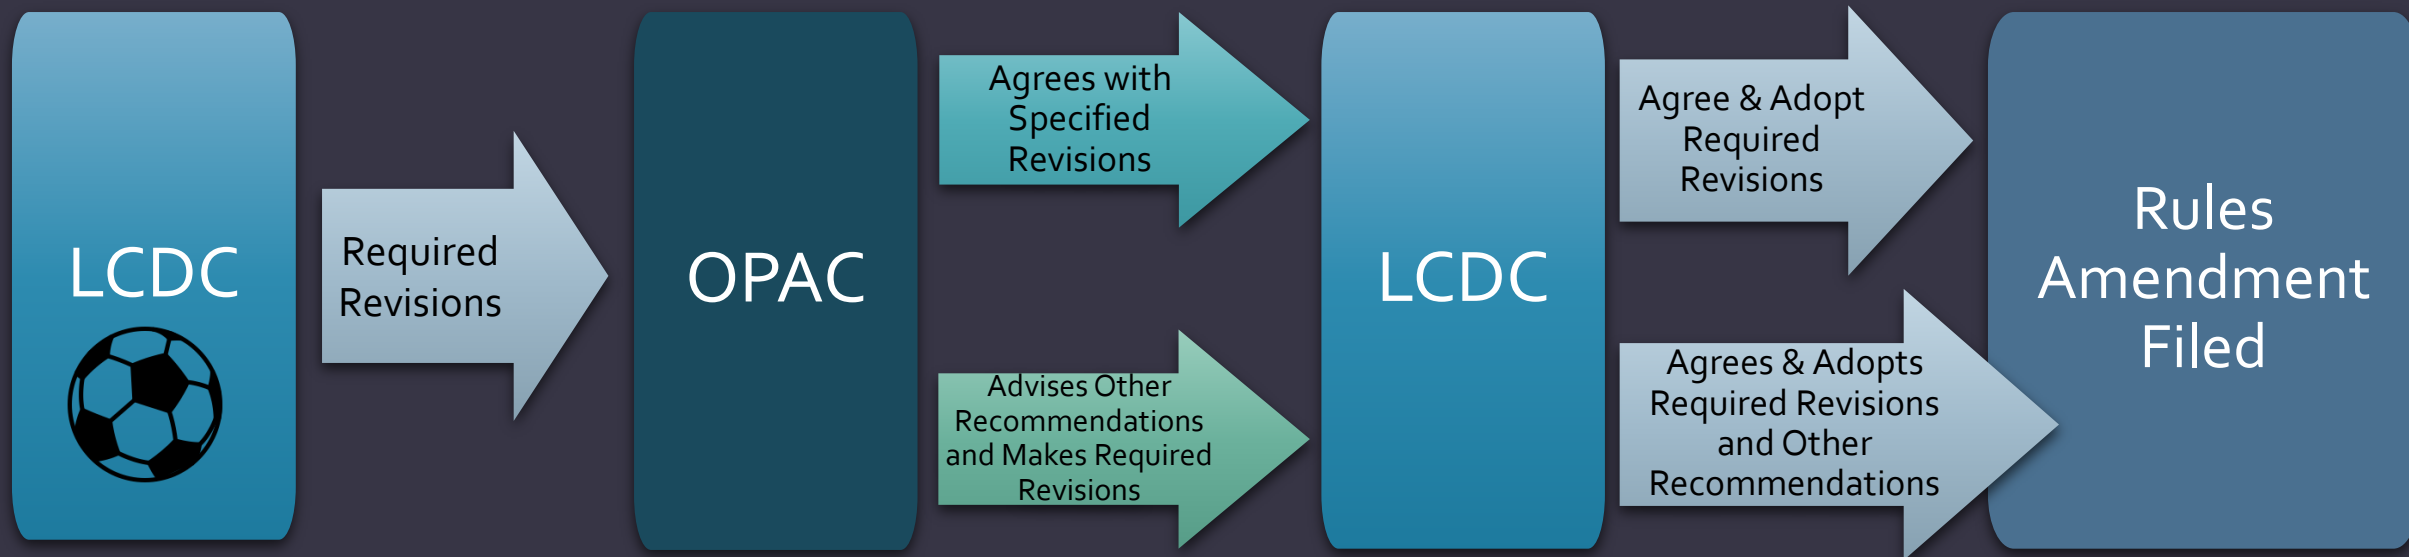 LCDC
Required
Revisions
OPAC
Agrees with
Specified
Revisions
Advises Other
Recommendations
and Makes Required
Revisions
LCDC
Agree & Adopt
Required
Revisions
Agrees & Adopts
Required Revisions
and Other
Recommendations
Rules
Amendment
Filed